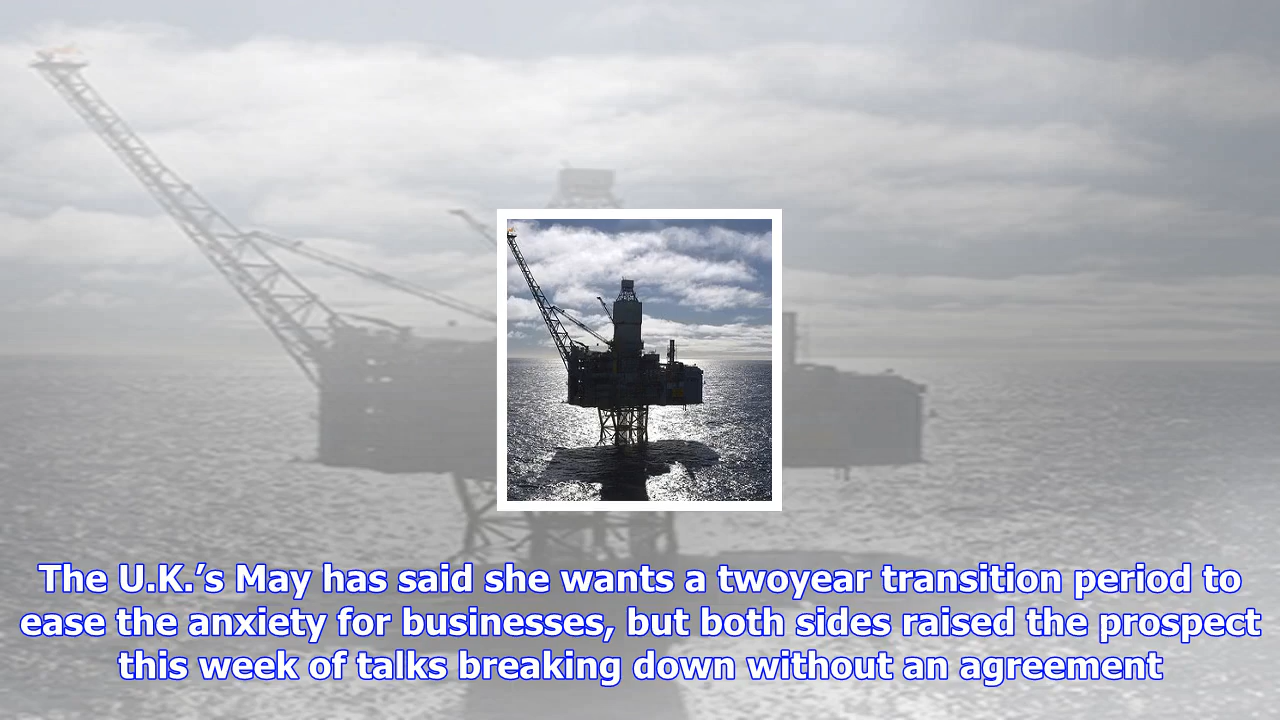 The U.K.’s May has said she wants a twoyear transition period to
ease the anxiety for businesses, but both sides raised the prospect
this week of talks breaking down without an agreement